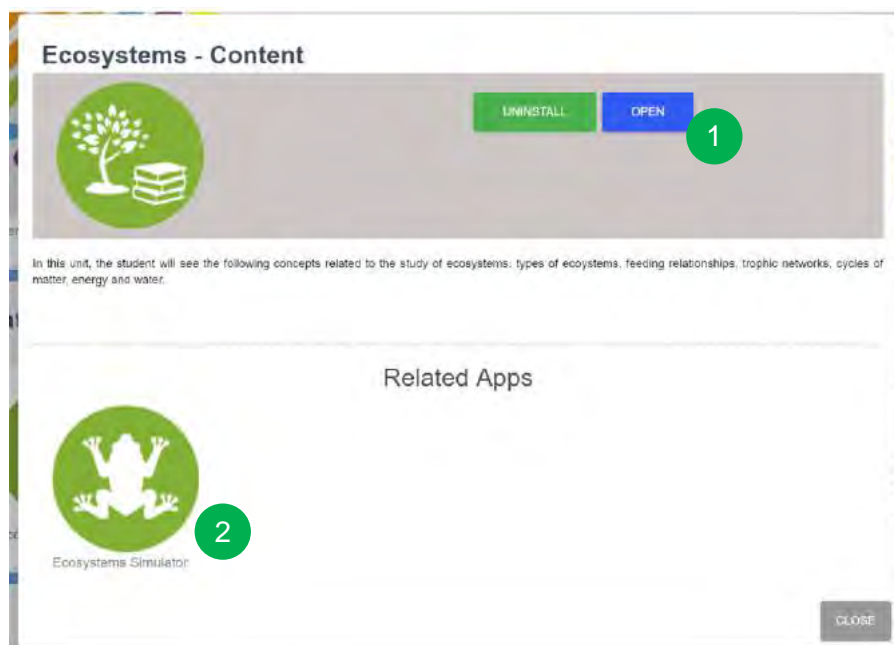 Ecosystems - Content
UNINSTALL
OPEN
1
In this unit, the student will see the following concepts related to the study of ecosystems: types of ecoystems, feeding relationships, trophic networks, cycles of
matter, energy and water.
Related Apps
2
Ecosystems Simulator
CLOSE